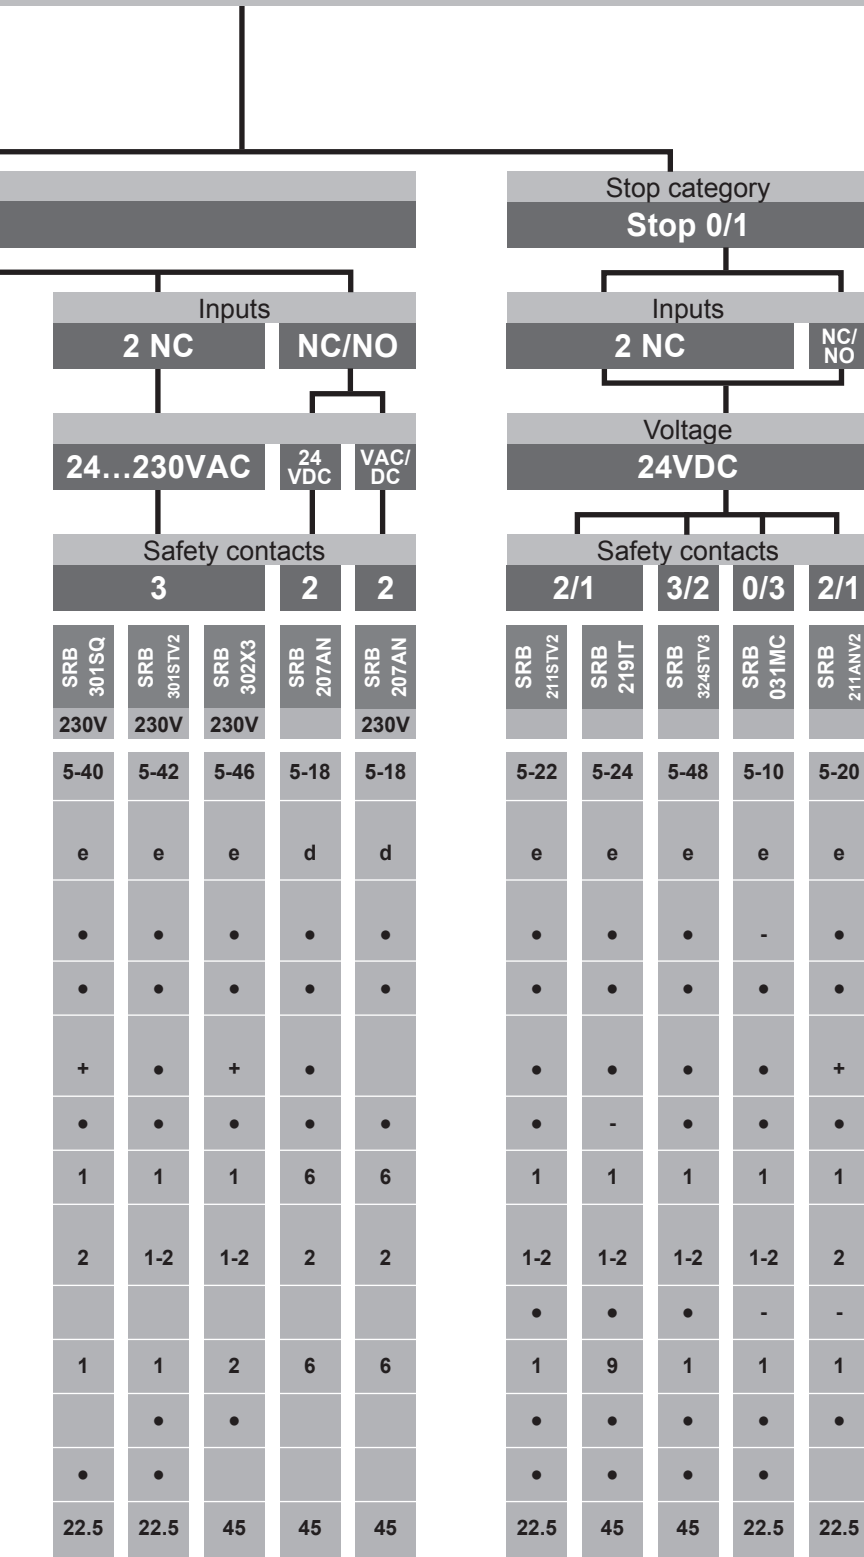 Stop category
Stop 0/1
Inputs
Inputs
2 NC NC/NO
2 NC NC/
NO
Voltage
24…230VAC 24
VDC VAC/
DC
24VDC
Safety contacts
Safety contacts
3 2 2
2/1 3/2 0/3 2/1
SRB
301SQ
SRB
301STV2
SRB
302X3
SRB
207AN
SRB
207AN
SRB
211STV2
SRB
219IT
SRB
324STV3
SRB
031MC
SRB
211ANV2
230V 230V 230V 230V
5-40 5-42 5-46 5-18 5-18 5-22 5-24 5-48 5-10 5-20
e e e d d e e e e e
● ● ● ● ● ● ● ● - ●
● ● ● ● ● ● ● ● ● ●
+ ● + ● ● ● ● ● +
● ● ● ● ● ● - ● ● ●
1 1 1 6 6 1 1 1 1 1
2 1-2 1-2 2 2 1-2 1-2 1-2 1-2 2
● ● ● - -
1 1 2 6 6 1 9 1 1 1
● ● ● ● ● ● ●
● ● ● ● ● ●
22.5 22.5 45 45 45 22.5 45 45 22.5 22.5